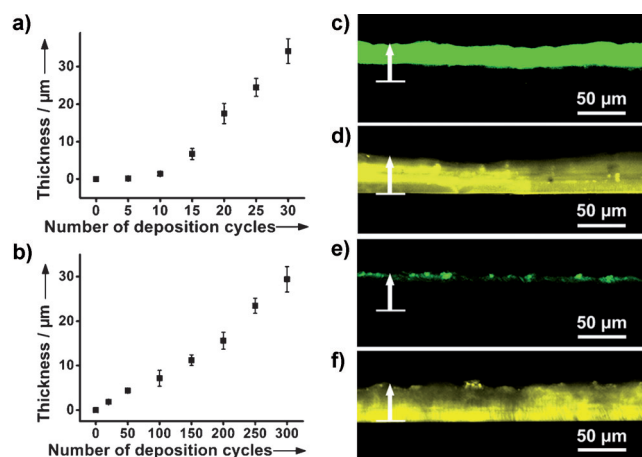 a)
Thickness / µm
30
20
10
0
0 5 10 15 20 25 30
Number of deposition cycles
b)
Thickness / µm
30
20
10
0
0 50 100 150 200 250 300
Number of deposition cycles
c)
50 µm
d)
50 µm
e)
50 µm
f)
50 µm